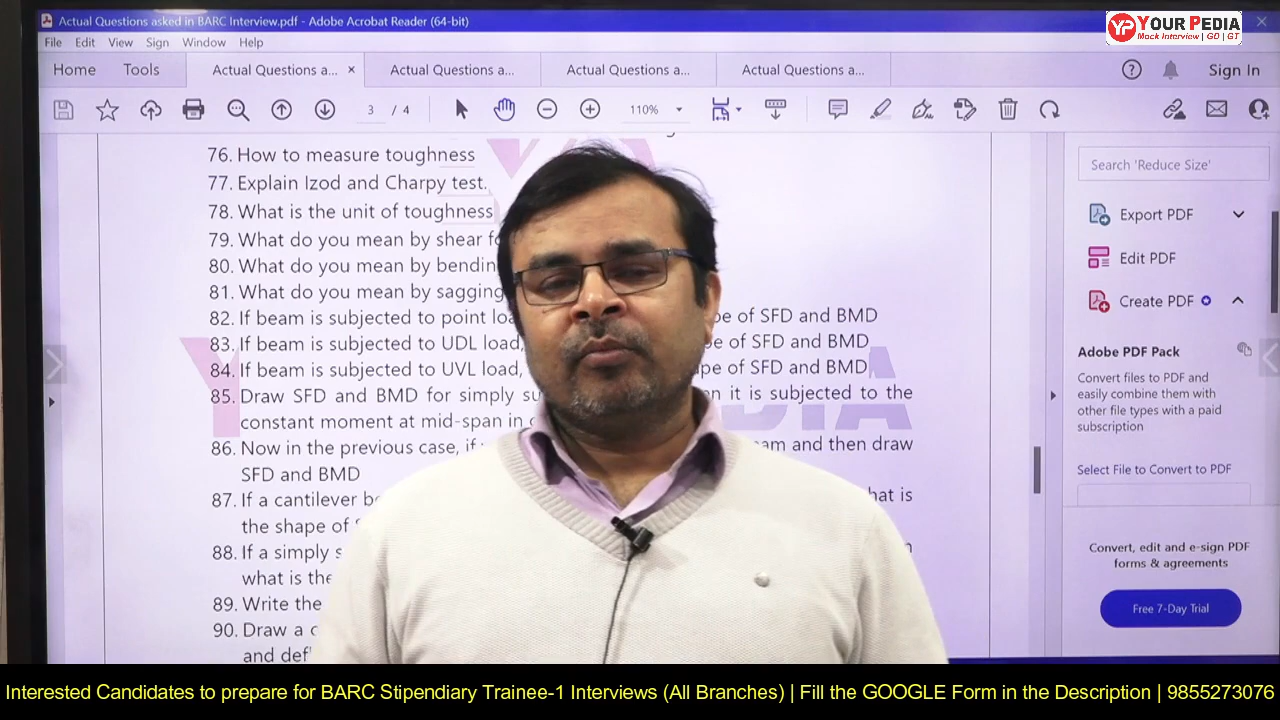 Actual Questions asked in BARC Interview.pdf - Adobe Acrobat Reader (64-bit)
YP YOUR PEDIA
Mock Interview | GD | GT
File Edit View Sign Window Help
Home Tools Actual Questions a... × Actual Questions a... Actual Questions a... Actual Questions a... Sign In
3 / 4 110%
Search 'Reduce Size'
Export PDF
Edit PDF
Create PDF
Adobe PDF Pack
Convert files to PDF and
easily combine them with
other file types with a paid
subscription
Select File to Convert to PDF
Convert, edit and e-sign PDF
forms & agreements
Free 7-Day Trial
76. How to measure toughness
77. Explain Izod and Charpy test.
78. What is the unit of toughness
79. What do you mean by shear
80. What do you mean by
81. What do you mean by sagging
82. If beam is subjected to point of SFD and BMD
83. If beam is subjected to UDL load, of SFD and BMD
84. If beam is subjected to UVL load, of SFD and BMD
85. Draw SFD and BMD for simply it is subjected to the
constant moment at mid-span in
86. Now in the previous case, if and then draw
SFD and BMD
87. If a cantilever is
the shape of
88. If a simply
what is the
89. Write the
90. Draw a
and
Interested Candidates to prepare for BARC Stipendiary Trainee-1 Interviews (All Branches) | Fill the GOOGLE Form in the Description | 9855273076